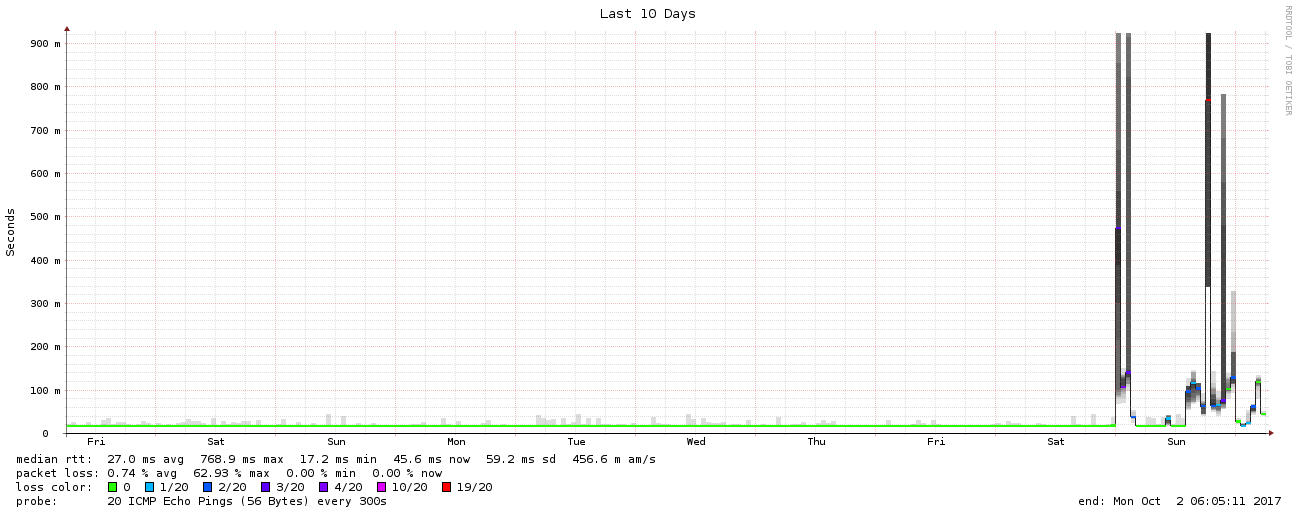 Last 10 Days
RRDTOOL / TOBI OETIKER
Seconds
900 m
800 m
700 m
600 m
500 m
400 m
300 m
200 m
100 m
0
Fri Sat Sun Mon Tue Wed Thu Fri Sat Sun
median rtt: 27.0 ms avg 768.9 ms max 17.2 ms min 45.6 ms now 59.2 ms sd 456.6 m am/s
packet loss: 0.74 % avg 62.93 % max 0.00 % min 0.00 % now
loss color: 0 1/20 2/20 3/20 4/20 10/20 19/20
probe: 20 ICMP Echo Pings (56 Bytes) every 300s end: Mon Oct 2 06:05:11 2017